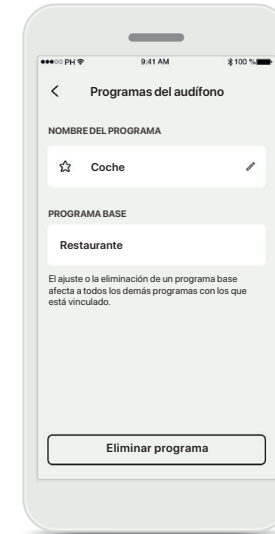 PH 9:41 AM 100 %
Programas del audífono
NOMBRE DEL PROGRAMA
Coche
PROGRAMA BASE
Restaurante
El ajuste o la eliminación de un programa base
afecta a todos los demás programas con los que
está vinculado.
Eliminar programa